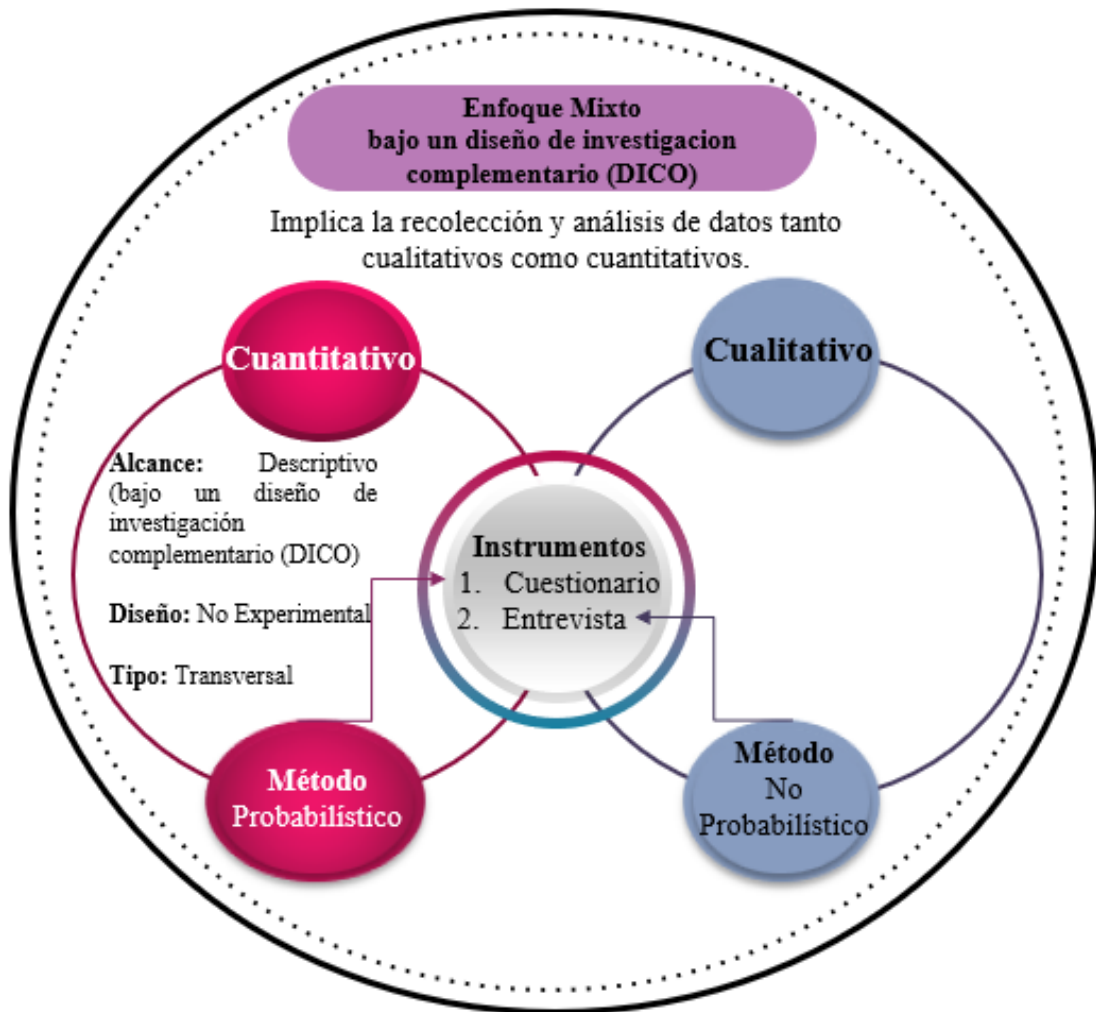 Enfoque Mixto
bajo un diseño de investigacion
complementario (DICO)
Implica la recolección y análisis de datos tanto
cualitativos como cuantitativos.
Cuantitativo
Cualitativo
Alcance: Descriptivo
(bajo un diseño de
investigación
complementario (DICO)
Diseño: No Experimental
Tipo: Transversal
Instrumentos
1. Cuestionario
2. Entrevista
Método
Probabilístico
Método
No
Probabilístico